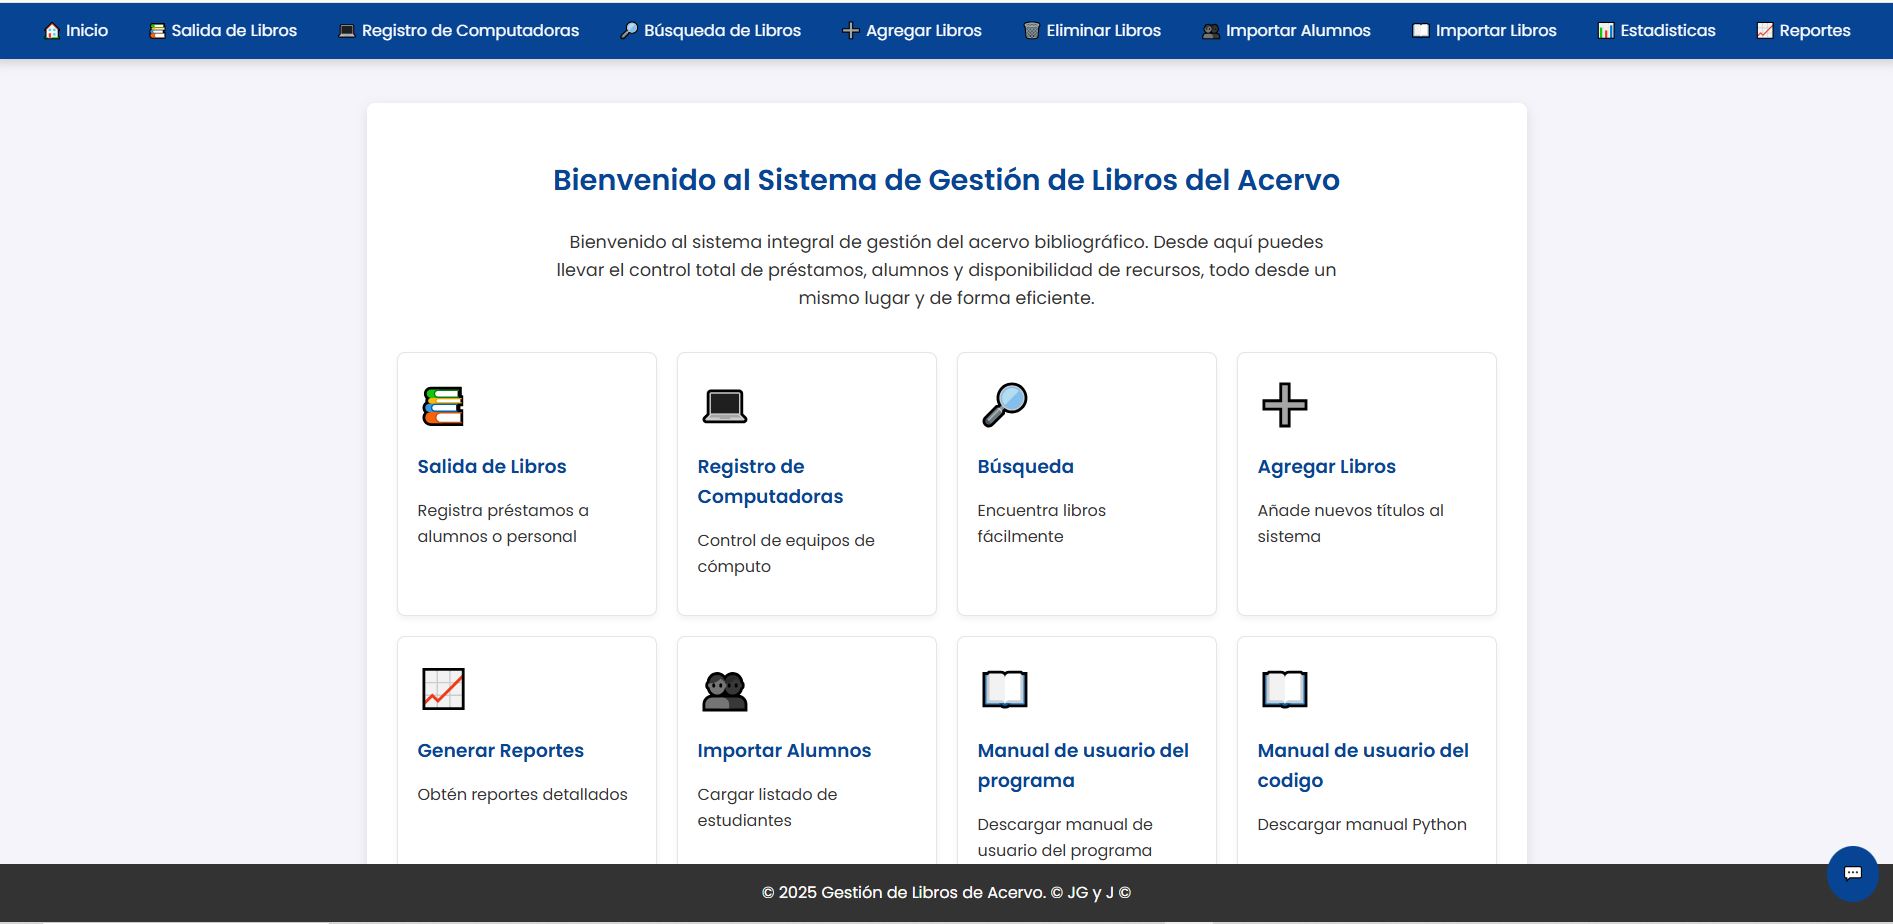 Inicio Salida de Libros Registro de Computadoras Búsqueda de Libros Agregar Libros Eliminar Libros Importar Alumnos Importar Libros Estadisticas Reportes
Bienvenido al Sistema de Gestión de Libros del Acervo
Bienvenido al sistema integral de gestión del acervo bibliográfico. Desde aquí puedes
llevar el control total de préstamos, alumnos y disponibilidad de recursos, todo desde un
mismo lugar y de forma eficiente.
Salida de Libros
Registra préstamos a
alumnos o personal
Registro de
Computadoras
Control de equipos de
cómputo
Búsqueda
Encuentra libros
fácilmente
Agregar Libros
Añade nuevos títulos al
sistema
Generar Reportes
Obtén reportes detallados
Importar Alumnos
Cargar listado de
estudiantes
Manual de usuario del
programa
Descargar manual de
usuario del programa
Manual de usuario del
codigo
Descargar manual Python
© 2025 Gestión de Libros de Acervo. © JG y J ©